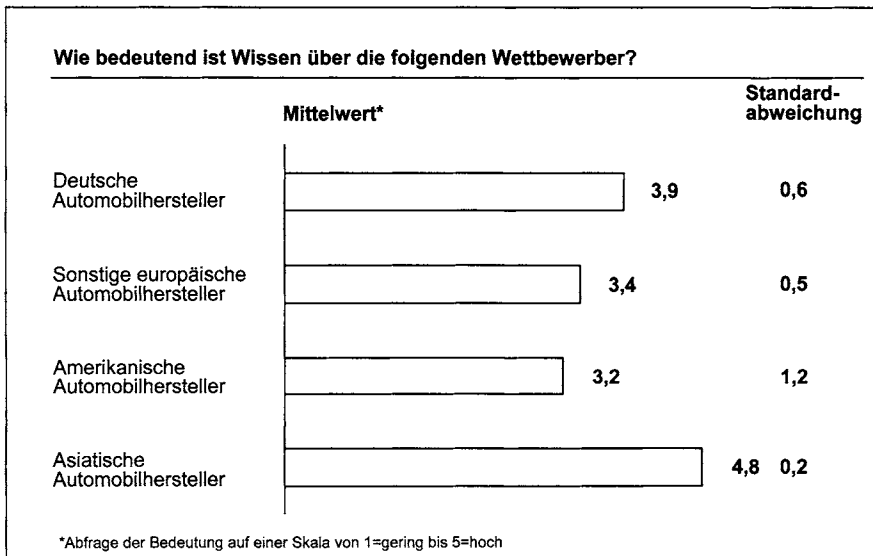 Wie bedeutend ist Wissen über die folgenden Wettbewerber?
Mittelwert*
Standard-
abweichung
Deutsche
Automobilhersteller
3,9 0,6
Sonstige europäische
Automobilhersteller
3,4 0,5
Amerikanische
Automobilhersteller
3,2 1,2
Asiatische
Automobilhersteller
4,8 0,2
*Abfrage der Bedeutung auf einer Skala von 1=gering bis 5=hoch